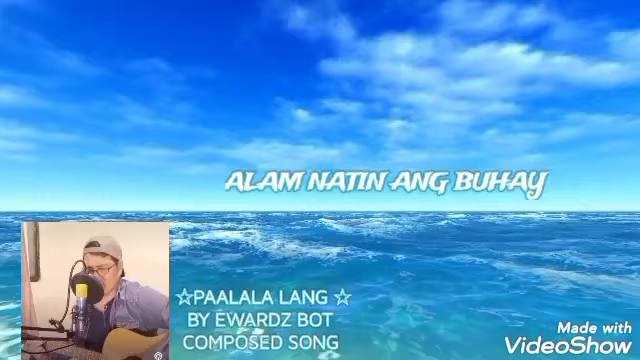 ALAM NATIN ANG BUHAY
☆PAALALA LANG ☆
BY EWARDZ BOT
COMPOSED SONG
Made with
VideoShow